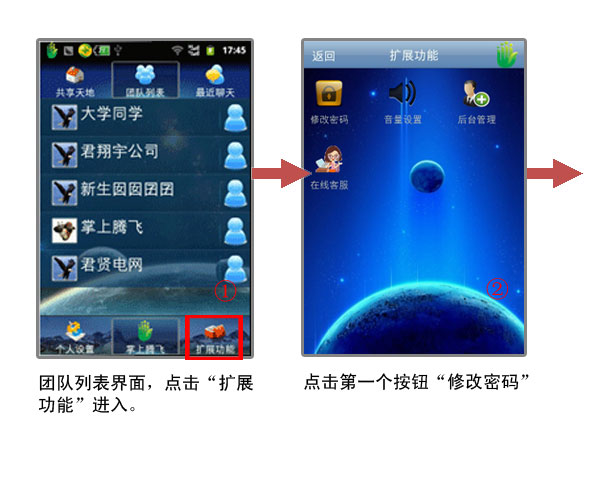 17:45
共享天地 团队列表 最近聊天
大学同学
君翔宇公司
新生囡囡团团
掌上腾飞
君贤电网
①
个人设置 掌上腾飞 扩展功能
团队列表界面，点击“扩展
功能”进入。
返回 扩展功能
修改密码 音量设置 后台管理
在线客服
②
点击第一个按钮“修改密码”